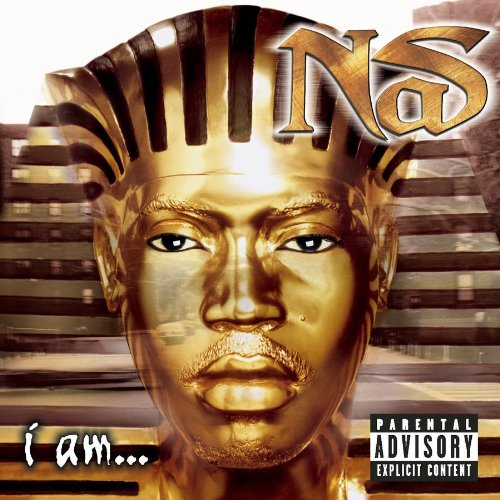 NaS
i am...
PARENTAL
ADVISORY
EXPLICIT CONTENT